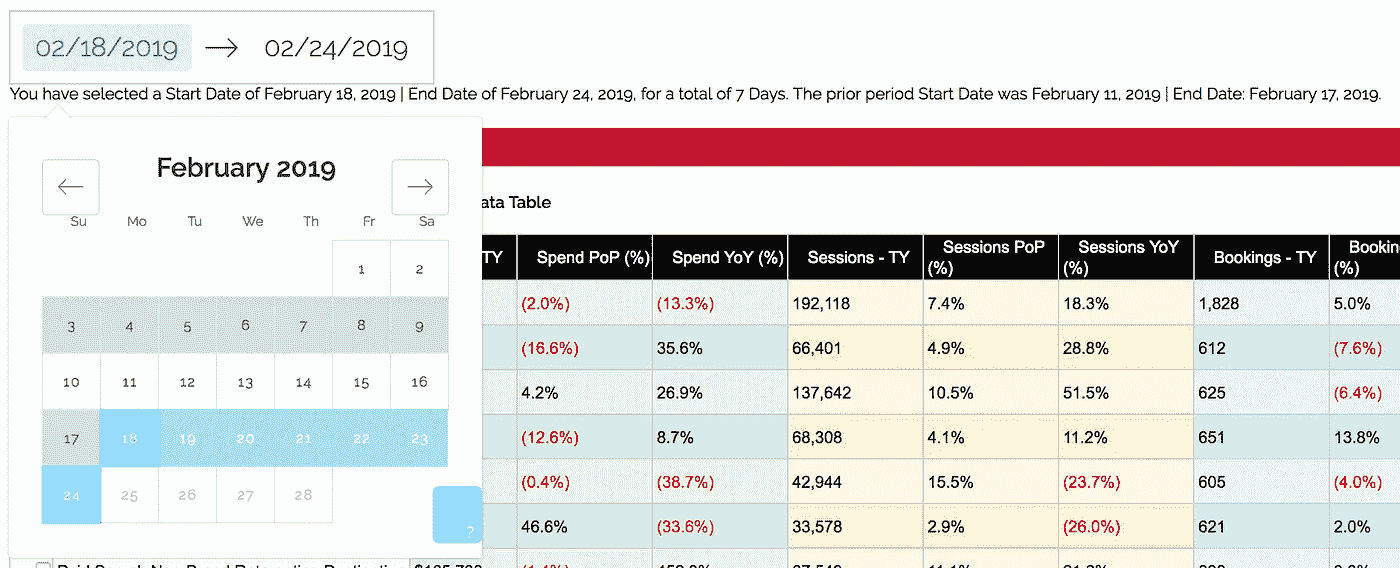 02/18/2019 → 02/24/2019
You have selected a Start Date of February 18, 2019 | End Date of February 24, 2019, for a total of 7 Days. The prior period Start Date was February 11, 2019 | End Date: February 17, 2019.
← February 2019 →
Su Mo Tu We Th Fr Sa
1 2
3 4 5 6 7 8 9
10 11 12 13 14 15 16
17 18 19 20 21 22 23
24 25 26 27 28
?
ata Table
TY Spend PoP (%) Spend YoY (%) Sessions - TY Sessions PoP (%) Sessions YoY (%) Bookings - TY Bookin (%)
(2.0%) (13.3%) 192,118 7.4% 18.3% 1,828 5.0%
(16.6%) 35.6% 66,401 4.9% 28.8% 612 (7.6%)
4.2% 26.9% 137,642 10.5% 51.5% 625 (6.4%)
(12.6%) 8.7% 68,308 4.1% 11.2% 651 13.8%
(0.4%) (38.7%) 42,944 15.5% (23.7%) 605 (4.0%)
46.6% (33.6%) 33,578 2.9% (26.0%) 621 2.0%